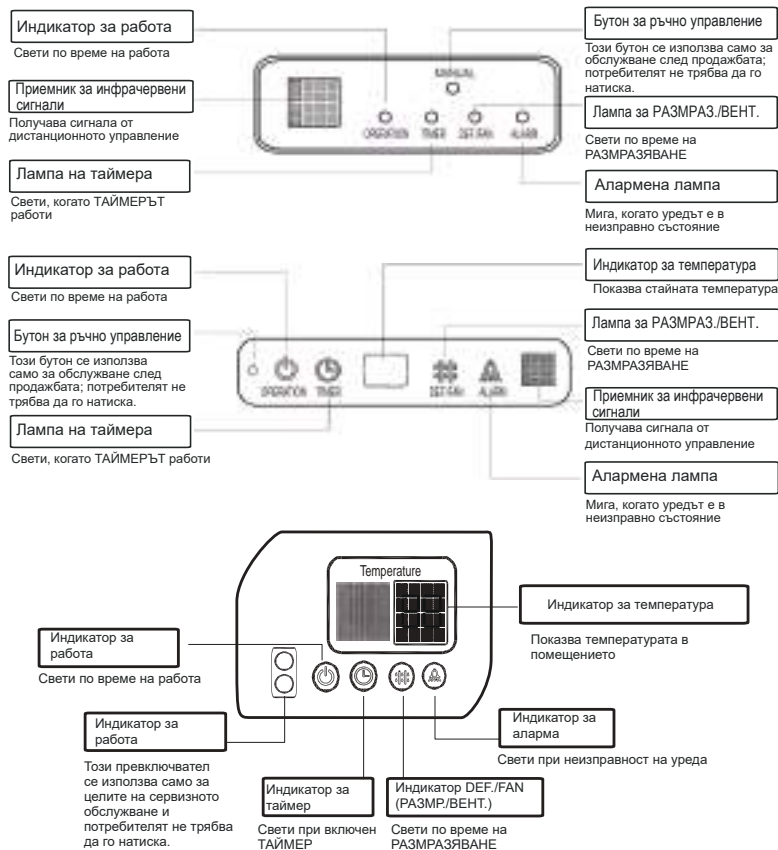 Индикатор за работа
Свети по време на работа
Приемник за инфрачервени
сигнали
Получава сигнала от
дистанционното управление
Лампа на таймера
Свети, когато ТАЙМЕРЪТ
работи
MANUAL
OPERATION TIMER DEF./FAN ALARM
Бутон за ръчно управление
Този бутон се използва само за
обслужване след продажбата;
потребителят не трябва да го
натиска.
Лампа за РАЗМРАЗ./ВЕНТ.
Свети по време на
РАЗМРАЗЯВАНЕ
Алармена лампа
Мига, когато уредът е в
неизправно състояние
Индикатор за работа
Свети по време на работа
Бутон за ръчно управление
Този бутон се използва
само за обслужване след
продажбата; потребителят не
трябва да го натиска.
Лампа на таймера
Свети, когато ТАЙМЕРЪТ работи
OPERATION TIMER DEF./FAN ALARM
Индикатор за температура
Показва стайната температура
Лампа за РАЗМРАЗ./ВЕНТ.
Свети по време на
РАЗМРАЗЯВАНЕ
Приемник за инфрачервени
сигнали
Получава сигнала от
дистанционното управление
Алармена лампа
Мига, когато уредът е в
неизправно състояние
Temperature
Индикатор за температура
Показва температурата в
помещението
Индикатор за
работа
Свети по време на работа
Индикатор за
работа
Този превключвател
се използва само за
целите на сервизното
обслужване и
потребителят не трябва
да го натиска.
Индикатор за
таймер
Свети при включен
ТАЙМЕР
Индикатор DEF./FAN
(РАЗМР./ВЕНТ.)
Свети по време на
РАЗМРАЗЯВАНЕ
Индикатор за
аларма
Свети при неизправност на уреда